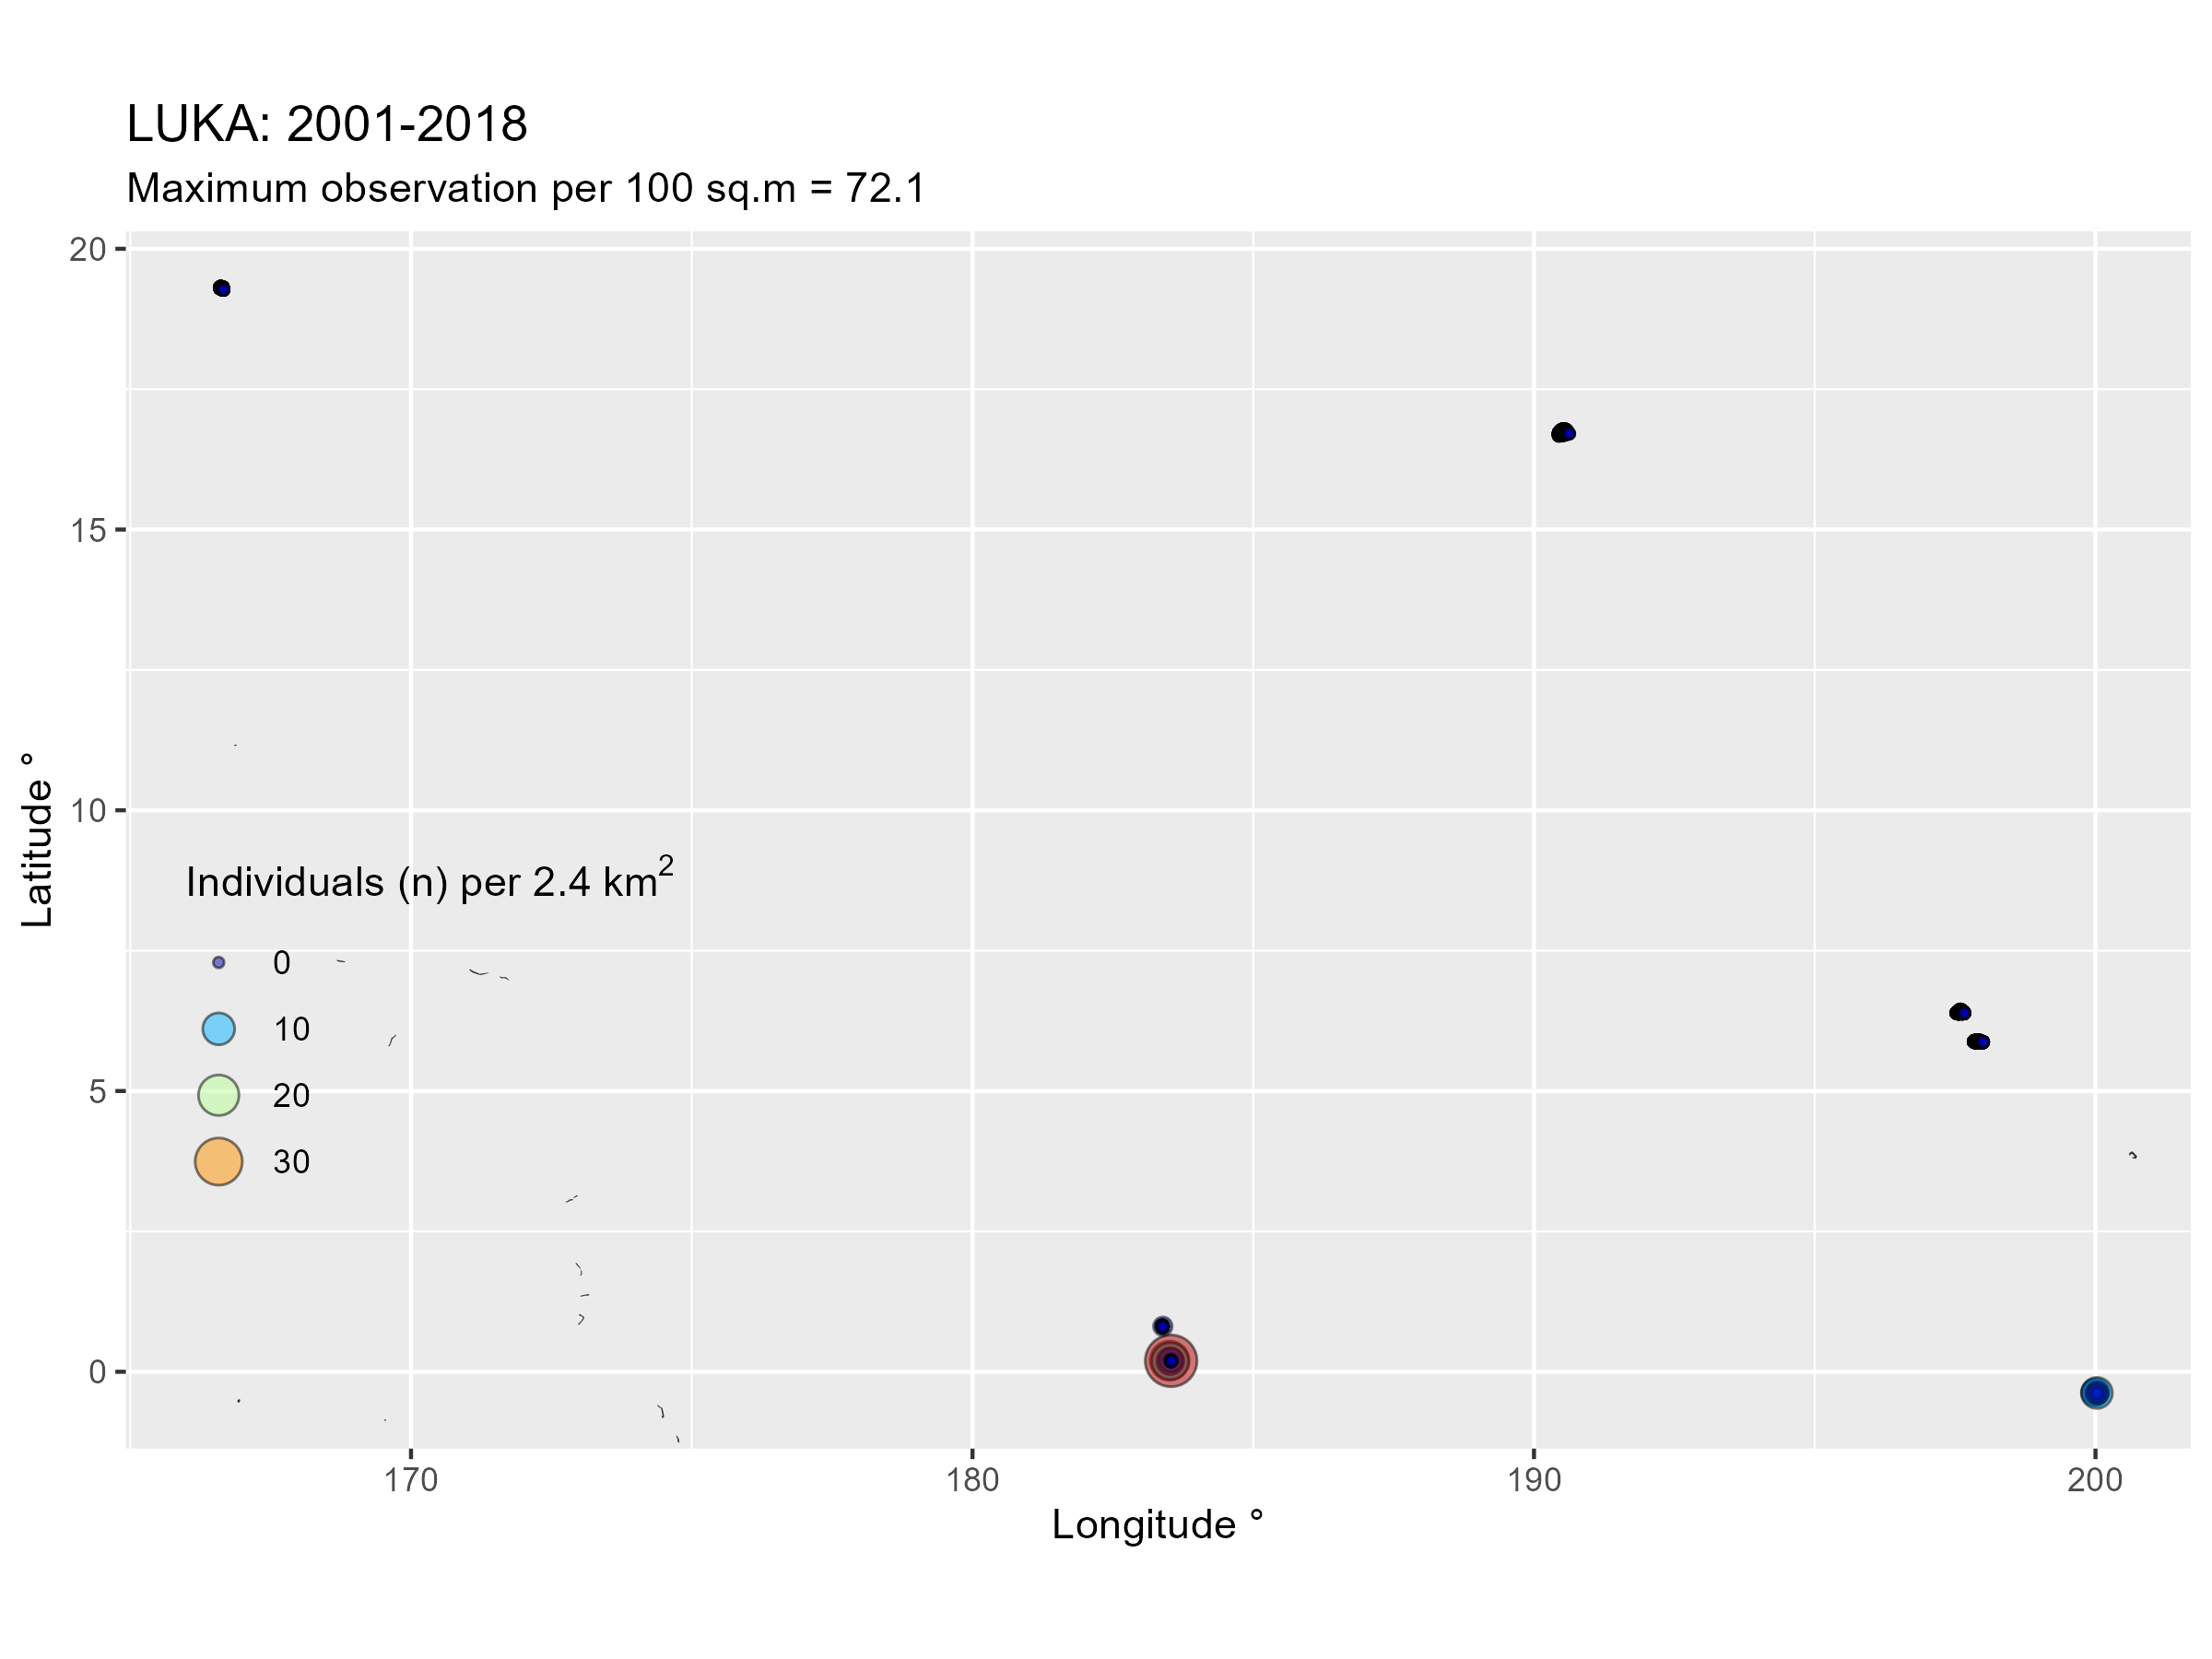 LUKA: 2001-2018
Maximum observation per 100 sq.m = 72.1
20
15
10
5
0
Latitude °
Individuals (n) per 2.4 km²
0
10
20
30
170
180
190
200
Longitude °